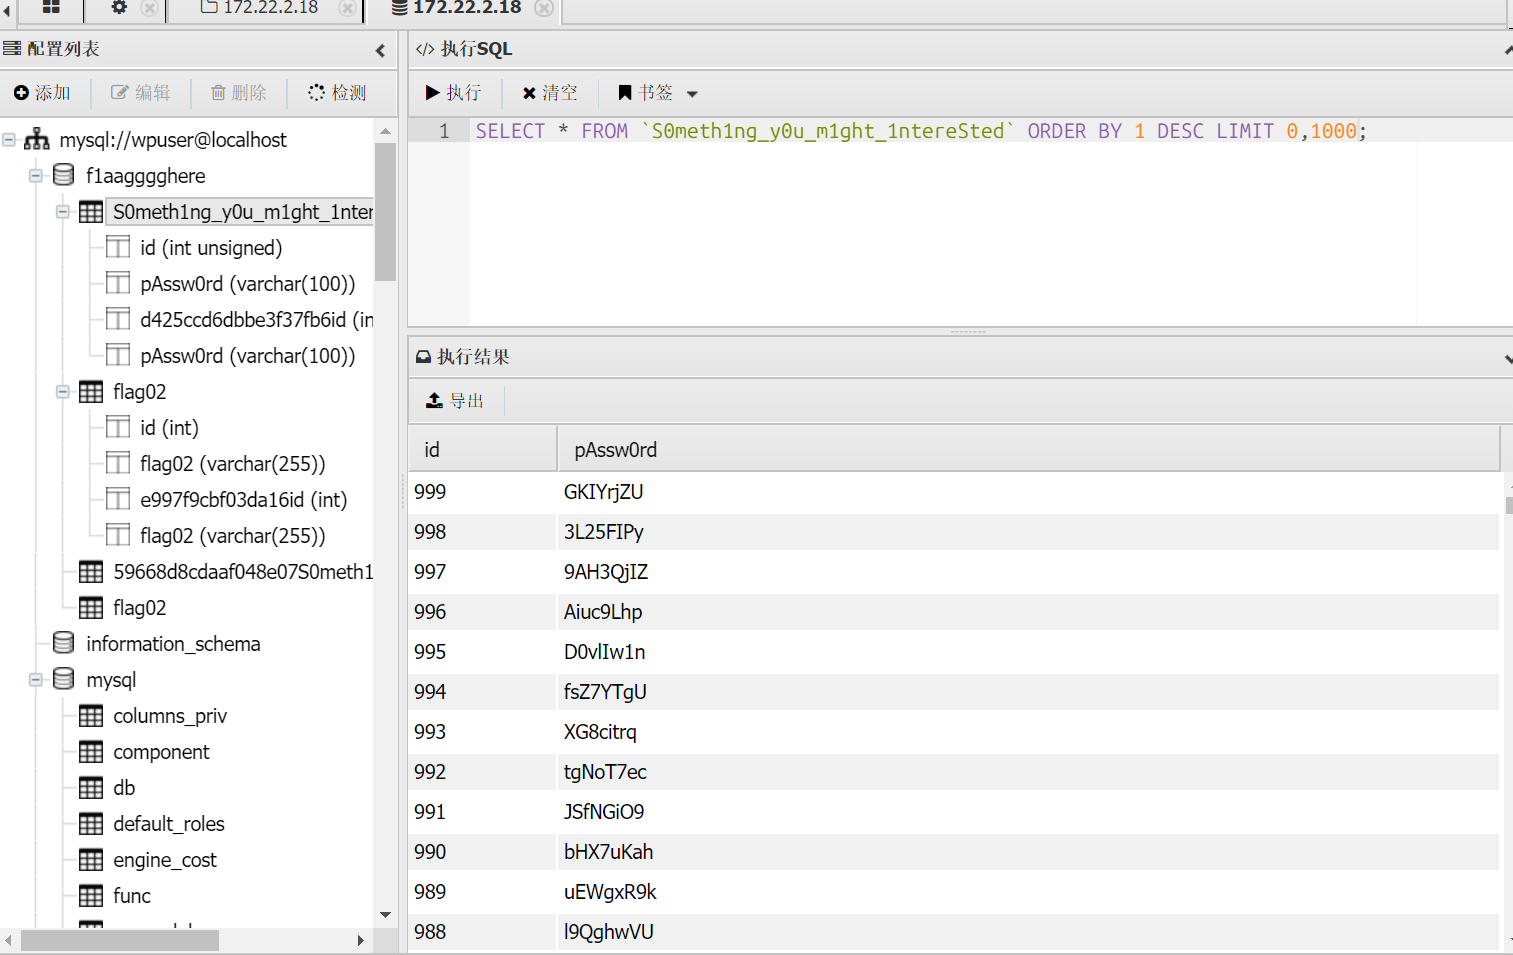 172.22.2.18
172.22.2.18
配置列表
添加
编辑
删除
检测
mysql://wpuser@localhost
f1aagggghere
S0meth1ng_y0u_m1ght_1nter
id (int unsigned)
pAssw0rd (varchar(100))
d425ccd6dbbe3f37fb6id (in
pAssw0rd (varchar(100))
flag02
id (int)
flag02 (varchar(255))
e997f9cbf03da16id (int)
flag02 (varchar(255))
59668d8cdaaf048e07S0meth1
flag02
information_schema
mysql
columns_priv
component
db
default_roles
engine_cost
func
</> 执行SQL
执行
清空
书签
1 SELECT * FROM `S0meth1ng_y0u_m1ght_1ntereSted` ORDER BY 1 DESC LIMIT 0,1000;
执行结果
导出
id pAssw0rd
999 GKIYrjZU
998 3L25FIPy
997 9AH3QjIZ
996 Aiuc9Lhp
995 D0vlIw1n
994 fsZ7YTgU
993 XG8citrq
992 tgNoT7ec
991 JSfNGiO9
990 bHX7uKah
989 uEWgxR9k
988 l9QghwVU